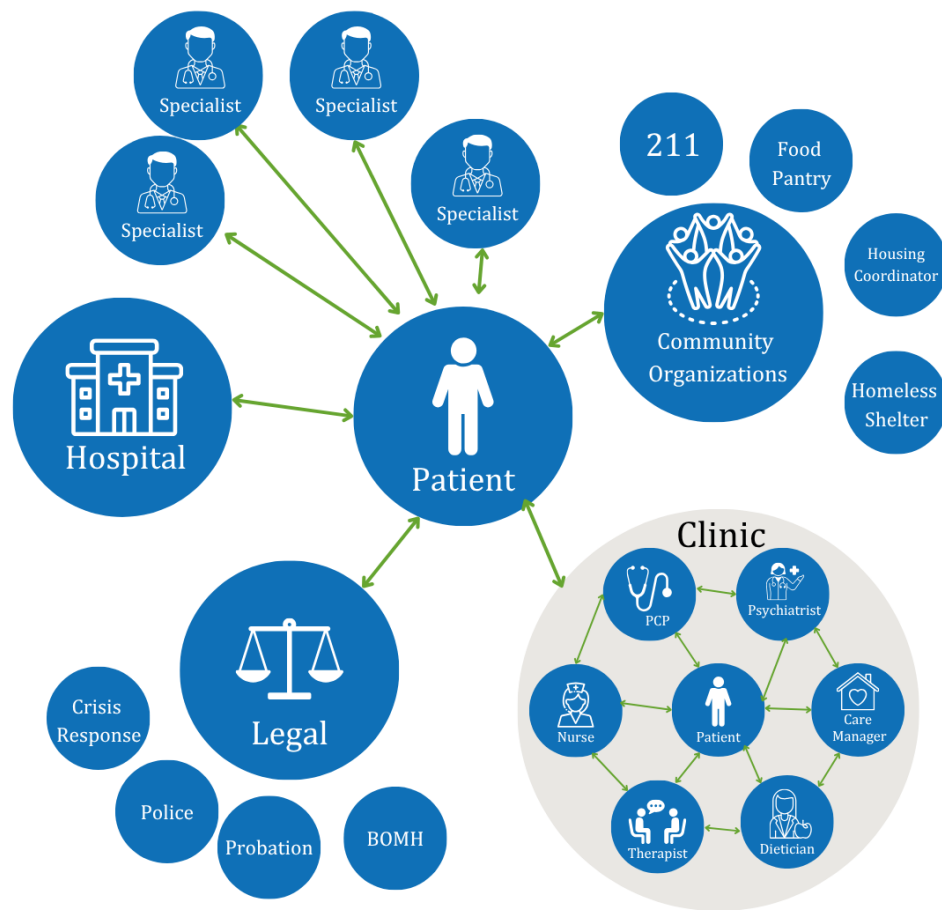 Specialist
Specialist
Specialist
Specialist
211
Food
Pantry
Housing
Coordinator
Community
Organizations
Homeless
Shelter
Hospital
Patient
Clinic
PCP
Psychiatrist
Nurse
Patient
Care
Manager
Therapist
Dietician
Legal
Crisis
Response
Police
Probation
BOMH